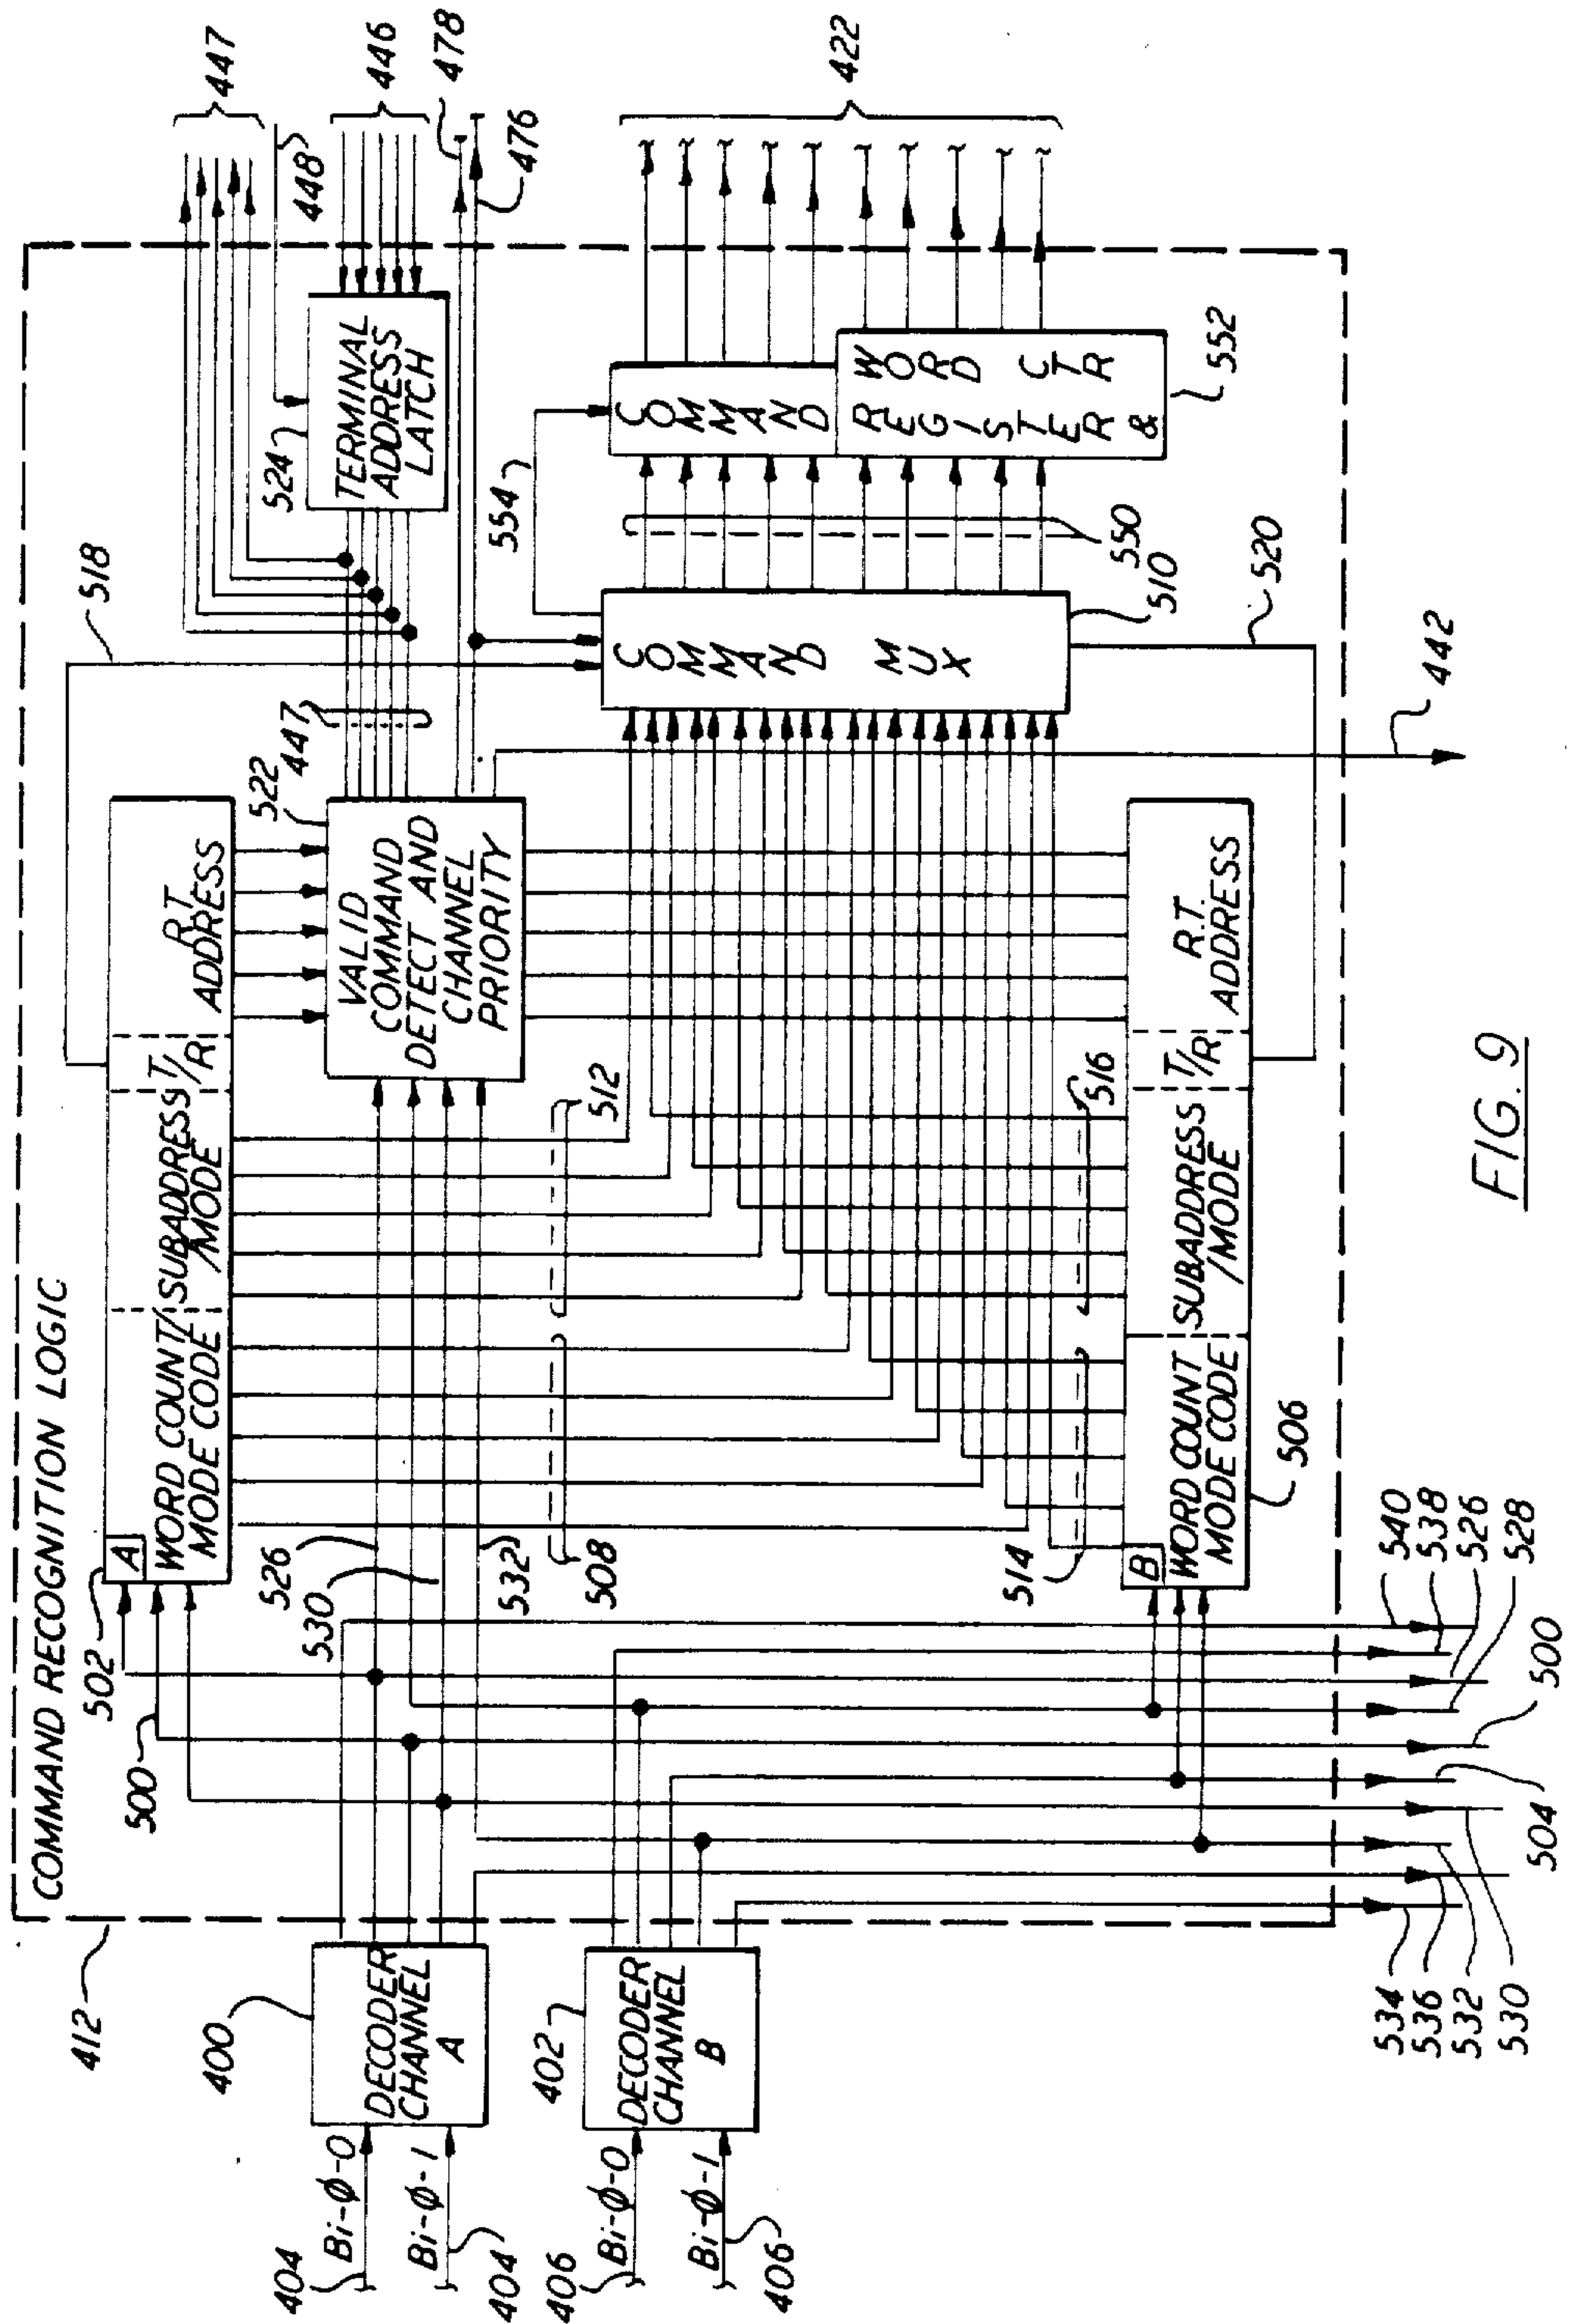 COMMAND RECOGNITION LOGIC
412
400
DECODER
CHANNEL
A
402
DECODER
CHANNEL
B
404
Bi-ϕ-0
Bi-ϕ-1
404
406
Bi-ϕ-0
Bi-ϕ-1
406
502
500
A
WORD COUNT/
MODE CODE
SUBADDRESS
/MODE
T/R
RT
ADDRESS
518
526
530
532
508
512
VALID
COMMAND
DETECT AND
CHANNEL
PRIORITY
522
447
524
TERMINAL
ADDRESS
LATCH
447
448
446
478
476
554
COMMAND
MUX
COMMAND
REGISTER &
WORD CTR
552
422
550
510
520
442
514
516
B
WORD COUNT
MODE CODE
SUBADDRESS
/MODE
T/R
R.T.
ADDRESS
506
540
538
526
528
500
504
534
536
532
530
FIG. 9